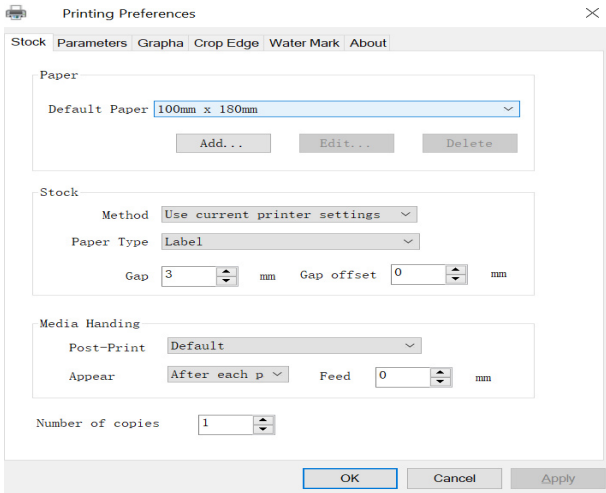 Printing Preferences
Stock Parameters Grapha Crop Edge Water Mark About
Paper
Default Paper 100mm x 180mm
Add... Edit... Delete
Stock
Method Use current printer settings
Paper Type Label
Gap 3 mm Gap offset 0 mm
Media Handing
Post-Print Default
Appear After each p Feed 0 mm
Number of copies 1
OK Cancel Apply